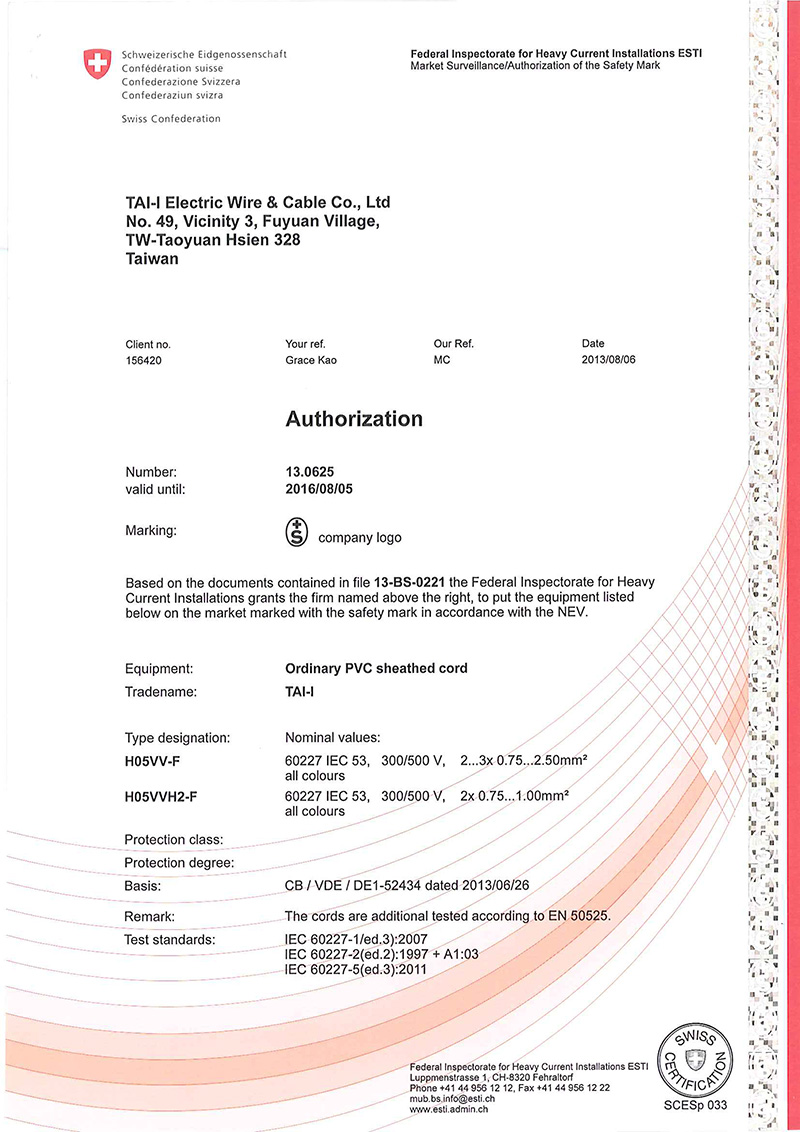 Schweizerische Eidgenossenschaft
Confédération suisse
Confederazione Svizzera
Confederaziun svizra
Swiss Confederation
Federal Inspectorate for Heavy Current Installations ESTI
Market Surveillance/Authorization of the Safety Mark
TAI-I Electric Wire & Cable Co., Ltd
No. 49, Vicinity 3, Fuyuan Village,
TW-Taoyuan Hsien 328
Taiwan
Client no. Your ref. Our Ref. Date
156420 Grace Kao MC 2013/08/06
Authorization
Number: 13.0625
valid until: 2016/08/05
Marking: +S company logo
Based on the documents contained in file 13-BS-0221 the Federal Inspectorate for Heavy
Current Installations grants the firm named above the right, to put the equipment listed
below on the market marked with the safety mark in accordance with the NEV.
Equipment: Ordinary PVC sheathed cord
Tradename: TAI-I
Type designation: Nominal values:
H05VV-F 60227 IEC 53, 300/500 V, 2...3x 0.75...2.50mm²
all colours
H05VVH2-F 60227 IEC 53, 300/500 V, 2x 0.75...1.00mm²
all colours
Protection class:
Protection degree:
Basis: CB / VDE / DE1-52434 dated 2013/06/26
Remark: The cords are additional tested according to EN 50525.
Test standards: IEC 60227-1/ed.3):2007
IEC 60227-2(ed.2):1997 + A1:03
IEC 60227-5(ed.3):2011
Federal Inspectorate for Heavy Current Installations ESTI
Luppmenstrasse 1, CH-8320 Fehraltorf
Phone +41 44 956 12 12, Fax +41 44 956 12 22
mub.bs.info@esti.ch
www.esti.admin.ch
SWISS
CERTIFICATION
SCESp 033